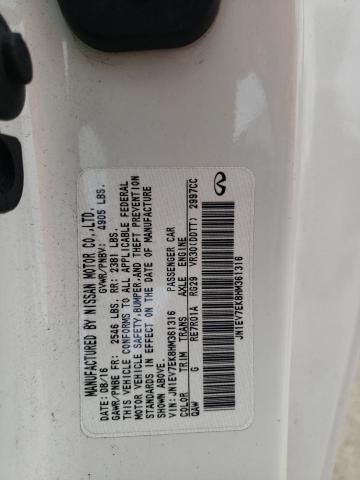 MANUFACTURED BY NISSAN MOTOR CO.,LTD.
08/16 GVWR/PNBV: 4905 LBS.
GAWR/PNBE FR: 2546 LBS. RR: 2381 LBS.
THIS VEHICLE CONFORMS TO ALL APPLICABLE FEDERAL
MOTOR VEHICLE SAFETY, BUMPER, AND THEFT PREVENTION
STANDARDS IN EFFECT ON THE DATE OF MANUFACTURE
SHOWN ABOVE.
VIN:JN1EV7EK8HM361316 PASSENGER CAR
COLOR TRIM TRANS AXLE ENGINE
QAW G RE7R01A RG29 VR30(DDTT) 2997CC
JN1EV7EK8HM361316